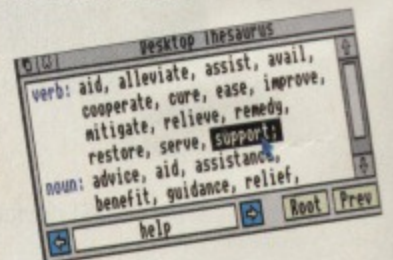 Desktop Thesaurus
verb: aid, alleviate, assist, avail,
cooperate, cure, ease, improve,
mitigate, relieve, remedy,
restore, serve, support;
noun: advice, aid, assistance,
benefit, guidance, relief,
help
Root Prev